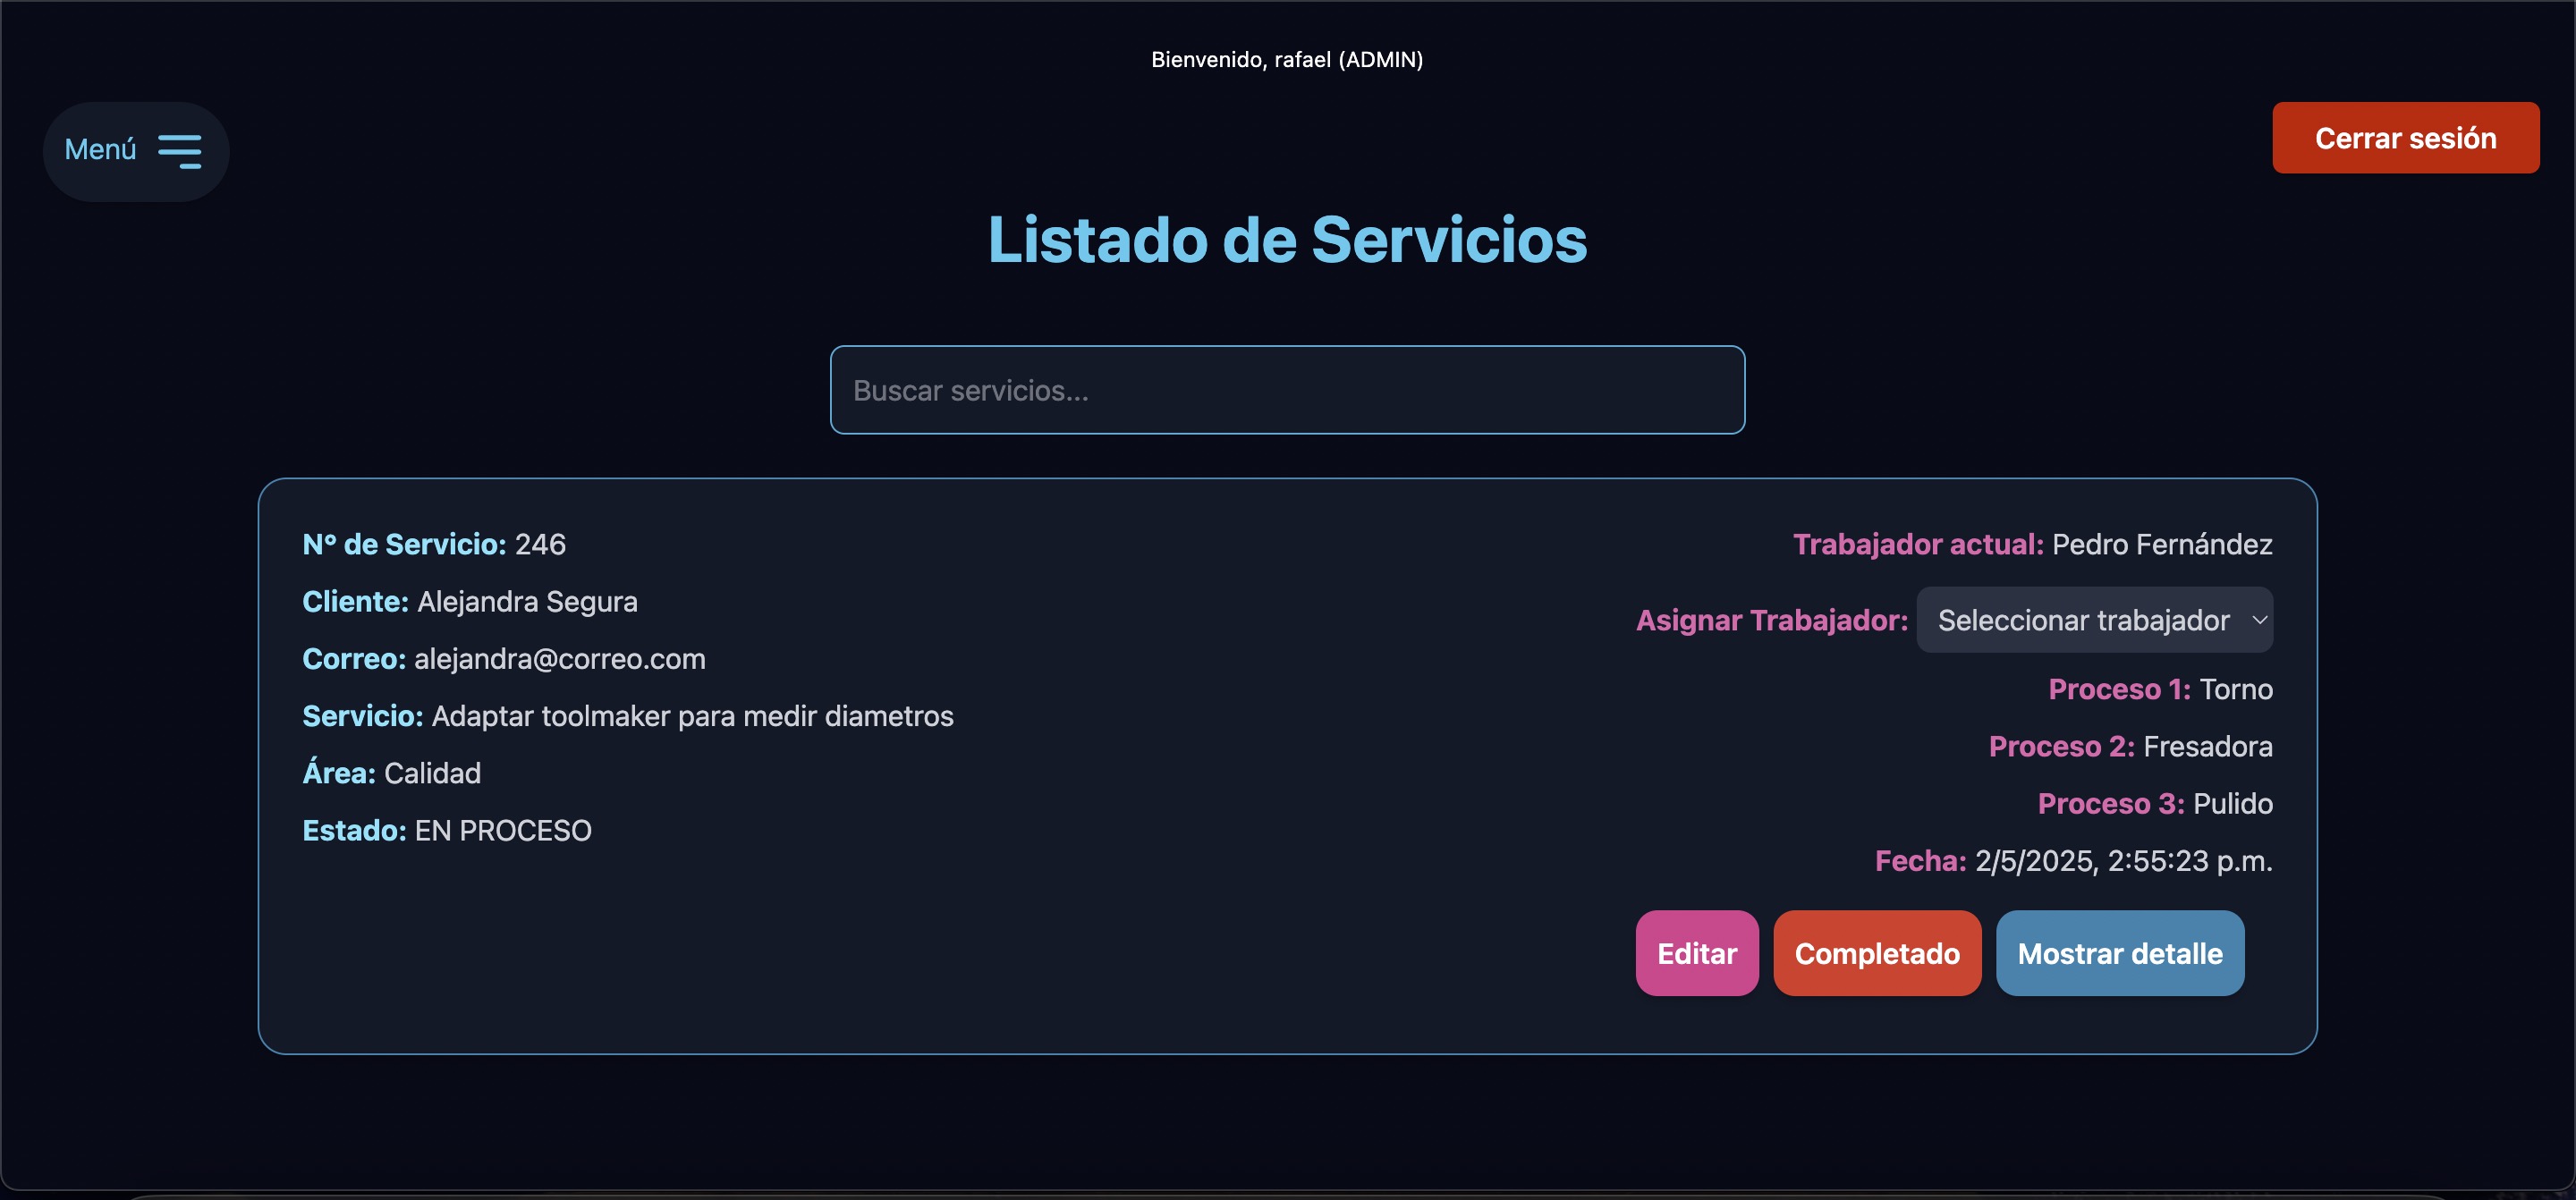 Bienvenido, rafael (ADMIN)
Menú
Cerrar sesión
Listado de Servicios
Buscar servicios...
Nº de Servicio: 246
Cliente: Alejandra Segura
Correo: alejandra@correo.com
Servicio: Adaptar toolmaker para medir diametros
Área: Calidad
Estado: EN PROCESO
Trabajador actual: Pedro Fernández
Asignar Trabajador: Seleccionar trabajador
Proceso 1: Torno
Proceso 2: Fresadora
Proceso 3: Pulido
Fecha: 2/5/2025, 2:55:23 p.m.
Editar
Completado
Mostrar detalle